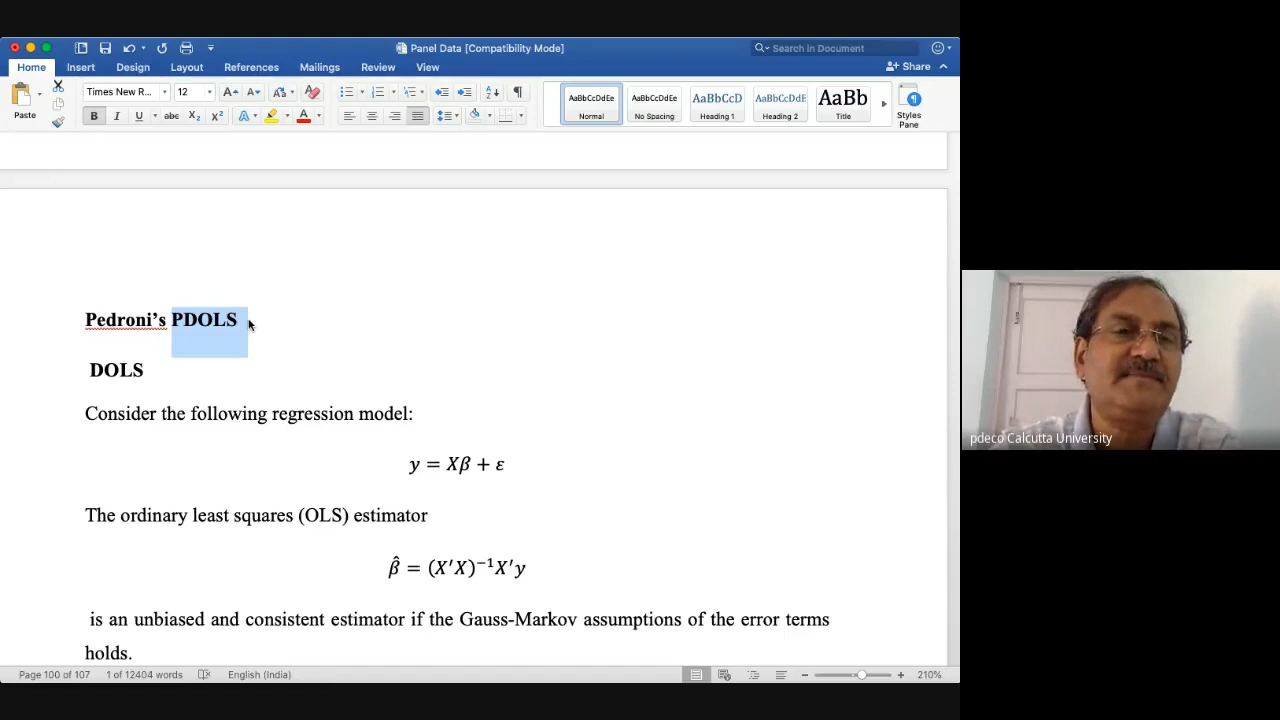 Panel Data [Compatibility Mode]
Search in Document
Home Insert Design Layout References Mailings Review View
Share
Paste
Times New R... 12
AaBbCcDdEe AaBbCcDdEe AaBbCcD AaBbCcDdE AaBb
Normal No Spacing Heading 1 Heading 2 Title
Styles
Pane
Pedroni’s PDOLS
DOLS
Consider the following regression model:
y = Xβ + ε
The ordinary least squares (OLS) estimator
β̂ = (X′X)⁻¹X′y
is an unbiased and consistent estimator if the Gauss-Markov assumptions of the error terms
holds.
Page 100 of 107 1 of 12404 words English (India) 210%
pdeco Calcutta University